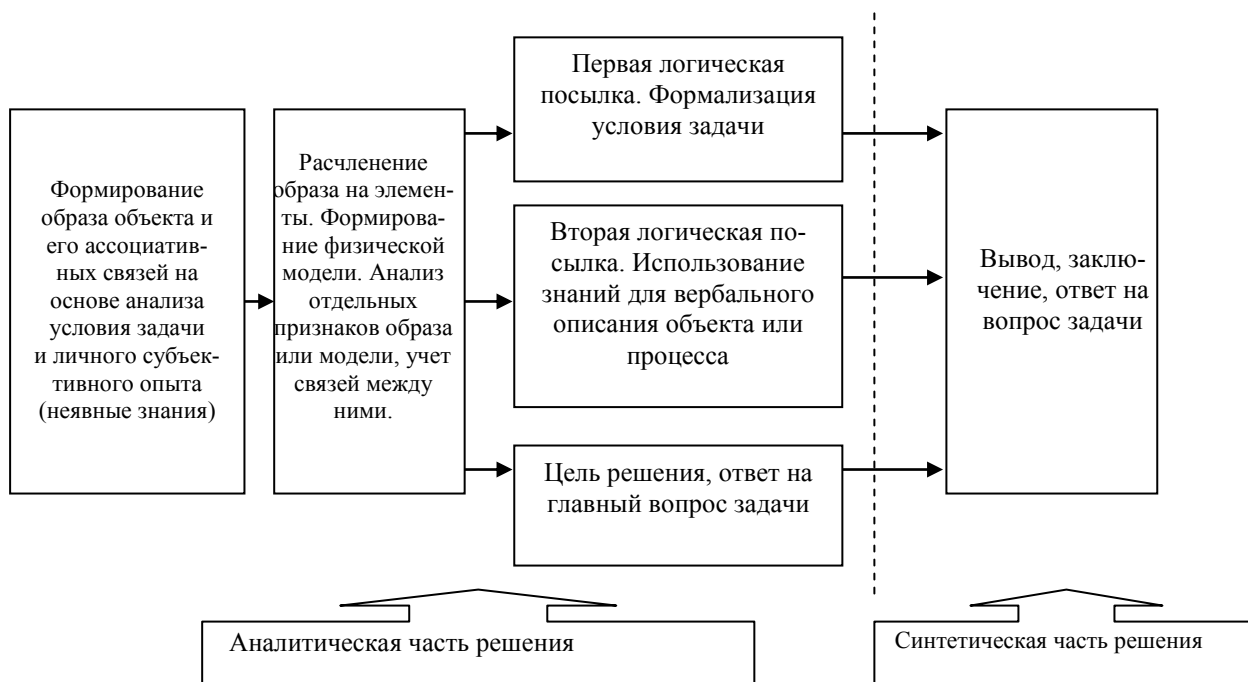 Формирование
образа объекта и
его ассоциатив-
ных связей на
основе анализа
условия задачи
и личного субъек-
тивного опыта
(неявные знания)
Расчленение
образа на элемен-
ты. Формирова-
ние физической
модели. Анализ
отдельных
признаков образа
или модели, учет
связей между
ними.
Первая логическая
посылка. Формализация
условия задачи
Вторая логическая по-
сылка. Использование
знаний для вербального
описания объекта или
процесса
Цель решения, ответ на
главный вопрос задачи
Вывод, заклю-
чение, ответ на
вопрос задачи
Аналитическая часть решения
Синтетическая часть решения